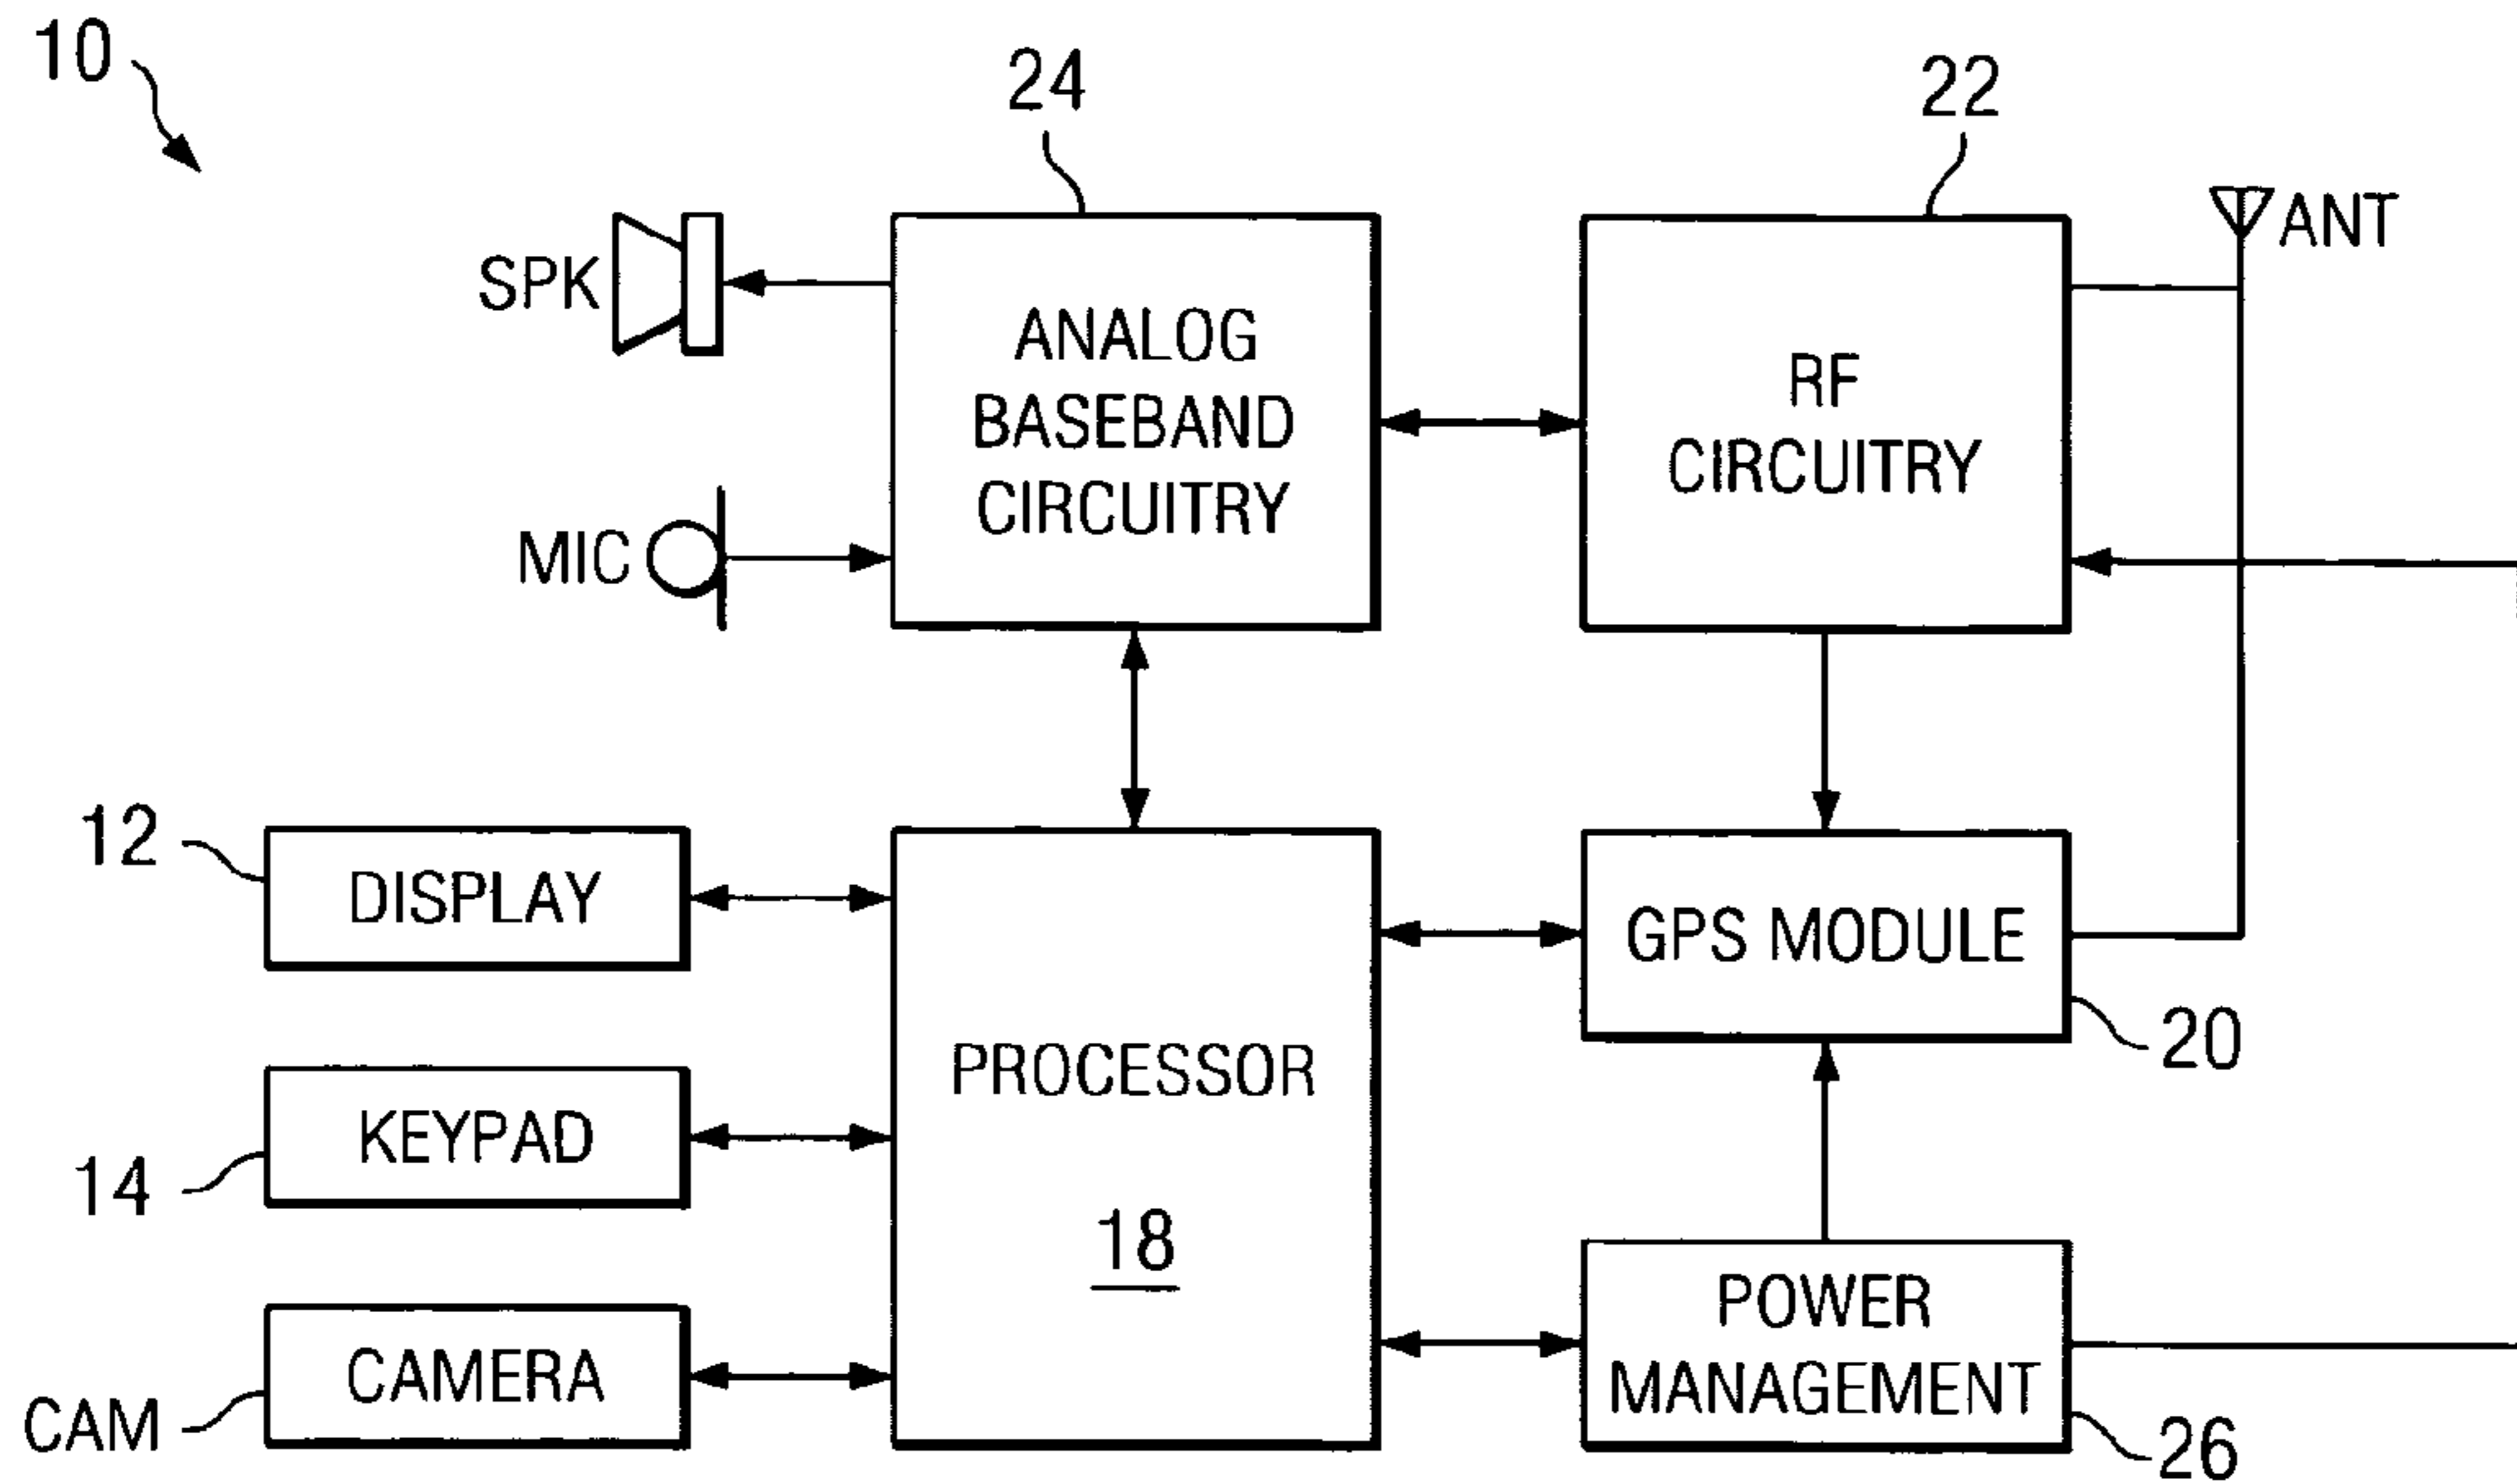 10
24
22
ANT
SPK
ANALOG
BASEBAND
CIRCUITRY
RF
CIRCUITRY
MIC
12
DISPLAY
GPS MODULE
20
PROCESSOR
18
KEYPAD
14
CAMERA
CAM
POWER
MANAGEMENT
26